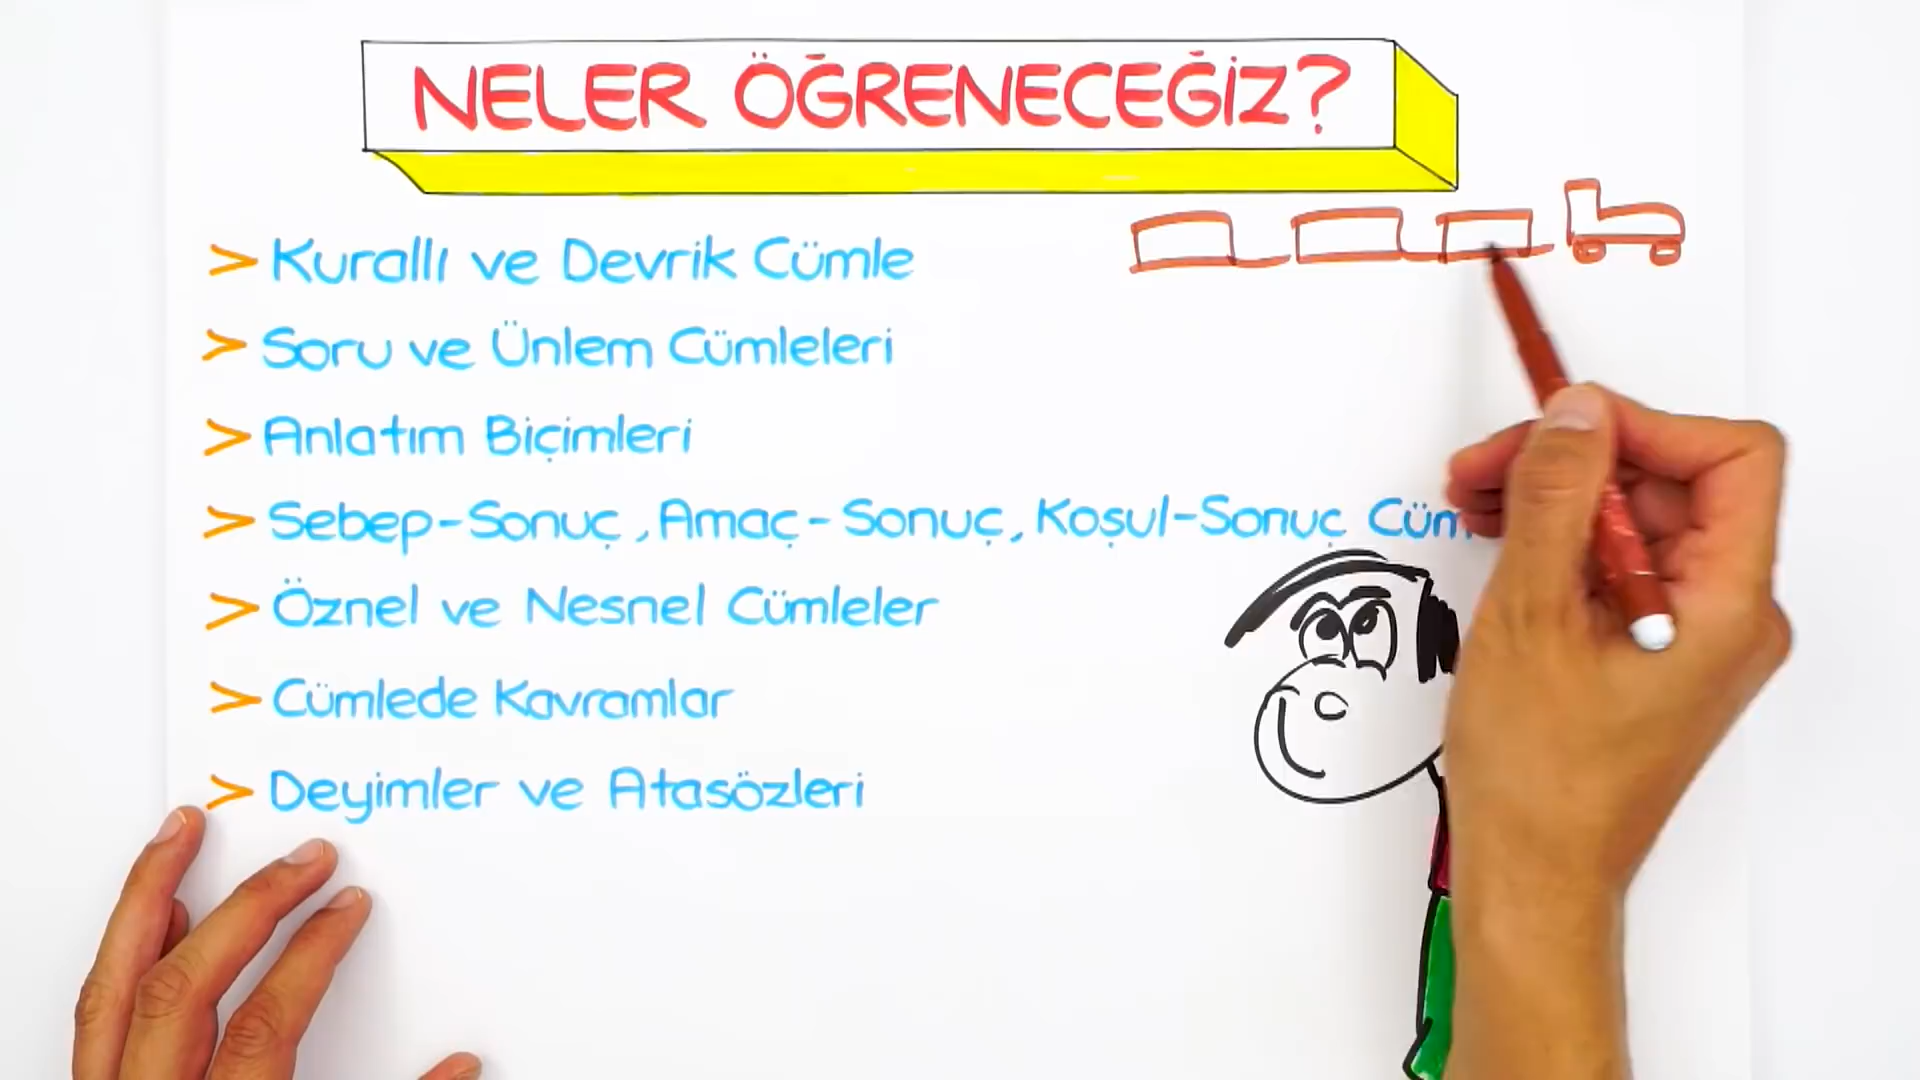 NELER ÖĞRENECEĞİZ?
> Kurallı ve Devrik Cümle
> Soru ve Ünlem Cümleleri
> Anlatım Biçimleri
> Sebep-Sonuç, Amaç-Sonuç, Koşul-Sonuç
> Öznel ve Nesnel Cümleler
> Cümlede Kavramlar
> Deyimler ve Atasözleri